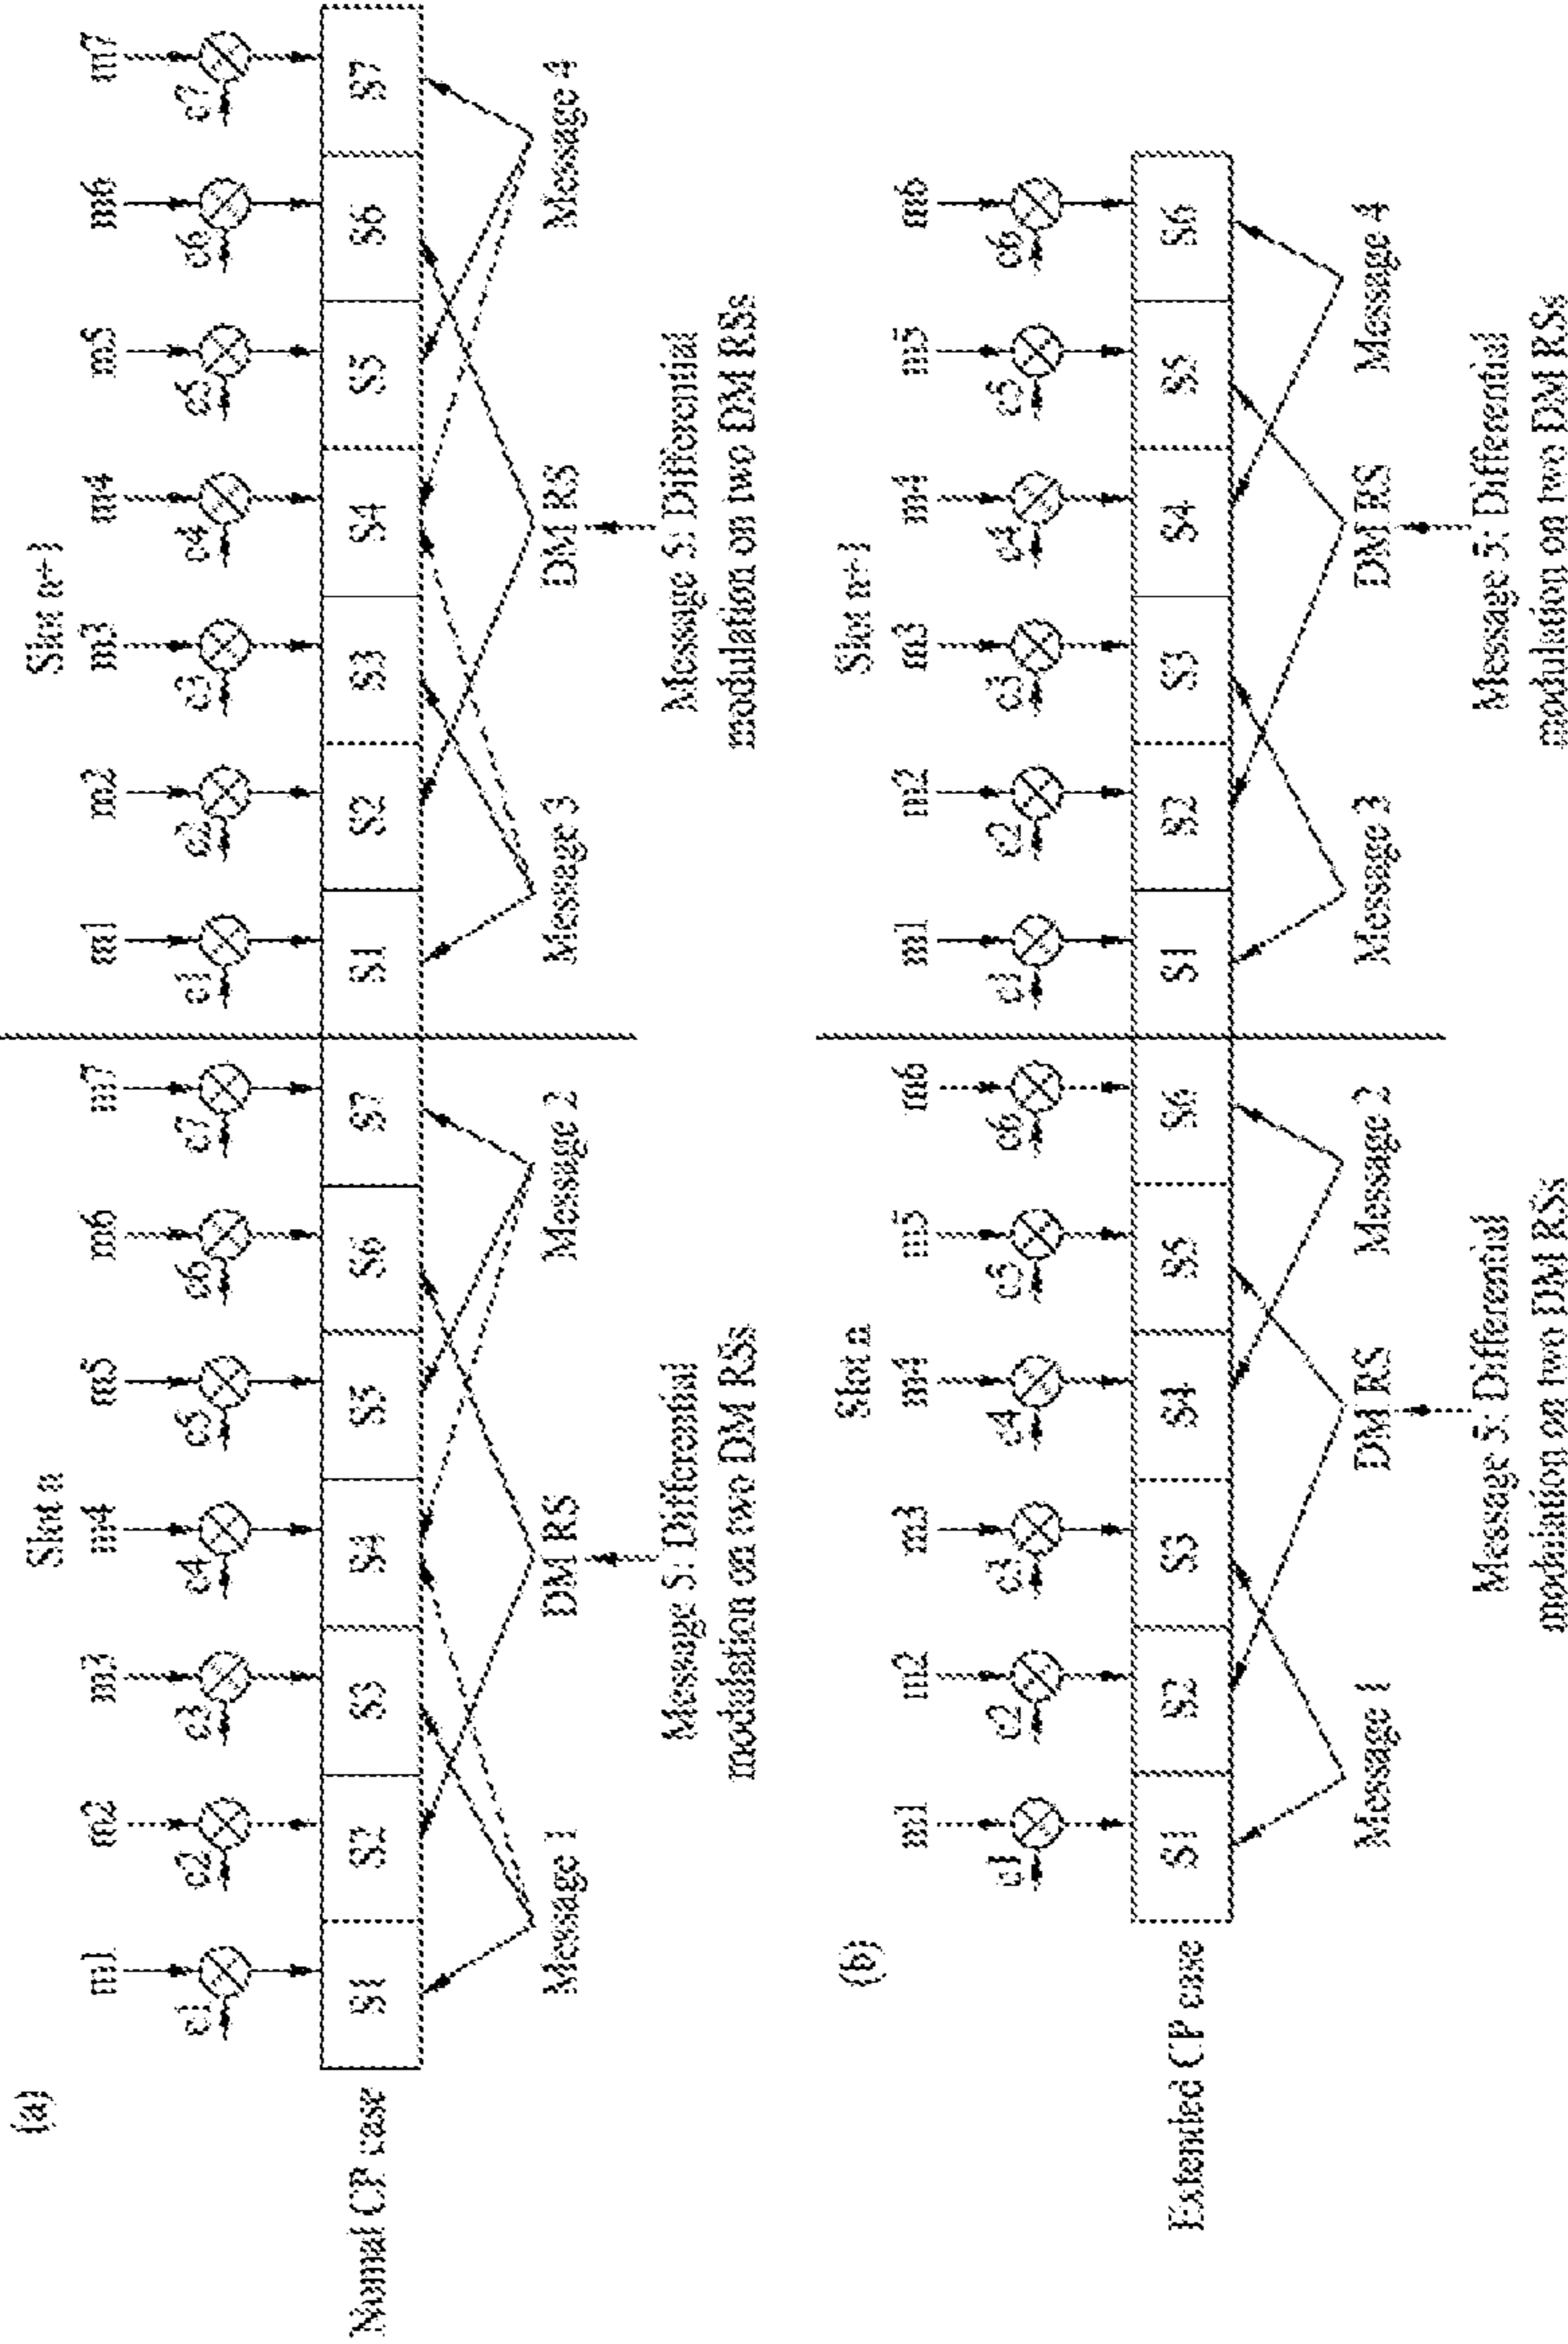 (a)
Slot n
Slot n+1
m1 m2 m3 m4 m5 m6 m7 m1 m2 m3 m4 m5 m6 m7
c1 c2 c3 c4 c5 c6 c7 c1 c2 c3 c4 c5 c6 c7
Nomal CP case
S1 S2 S3 S4 S5 S6 S7 S1 S2 S3 S4 S5 S6 S7
Message 1 DM RS Message 2 Message 3 DM RS Message 4
Message 5: Differential
modulation on two DM RSs
Message 5: Differential
modulation on two DM RSs
(b)
Slot n
Slot n+1
m1 m2 m3 m4 m5 m6 m1 m2 m3 m4 m5 m6
c1 c2 c3 c4 c5 c6 c1 c2 c3 c4 c5 c6
Extended CP case
S1 S2 S3 S4 S5 S6 S1 S2 S3 S4 S5 S6
Message 1 DM RS Message 2 Message 3 DM RS Message 4
Message 5: Differential
modulation on two DM RSs
Message 5: Differential
modulation on two DM RSs